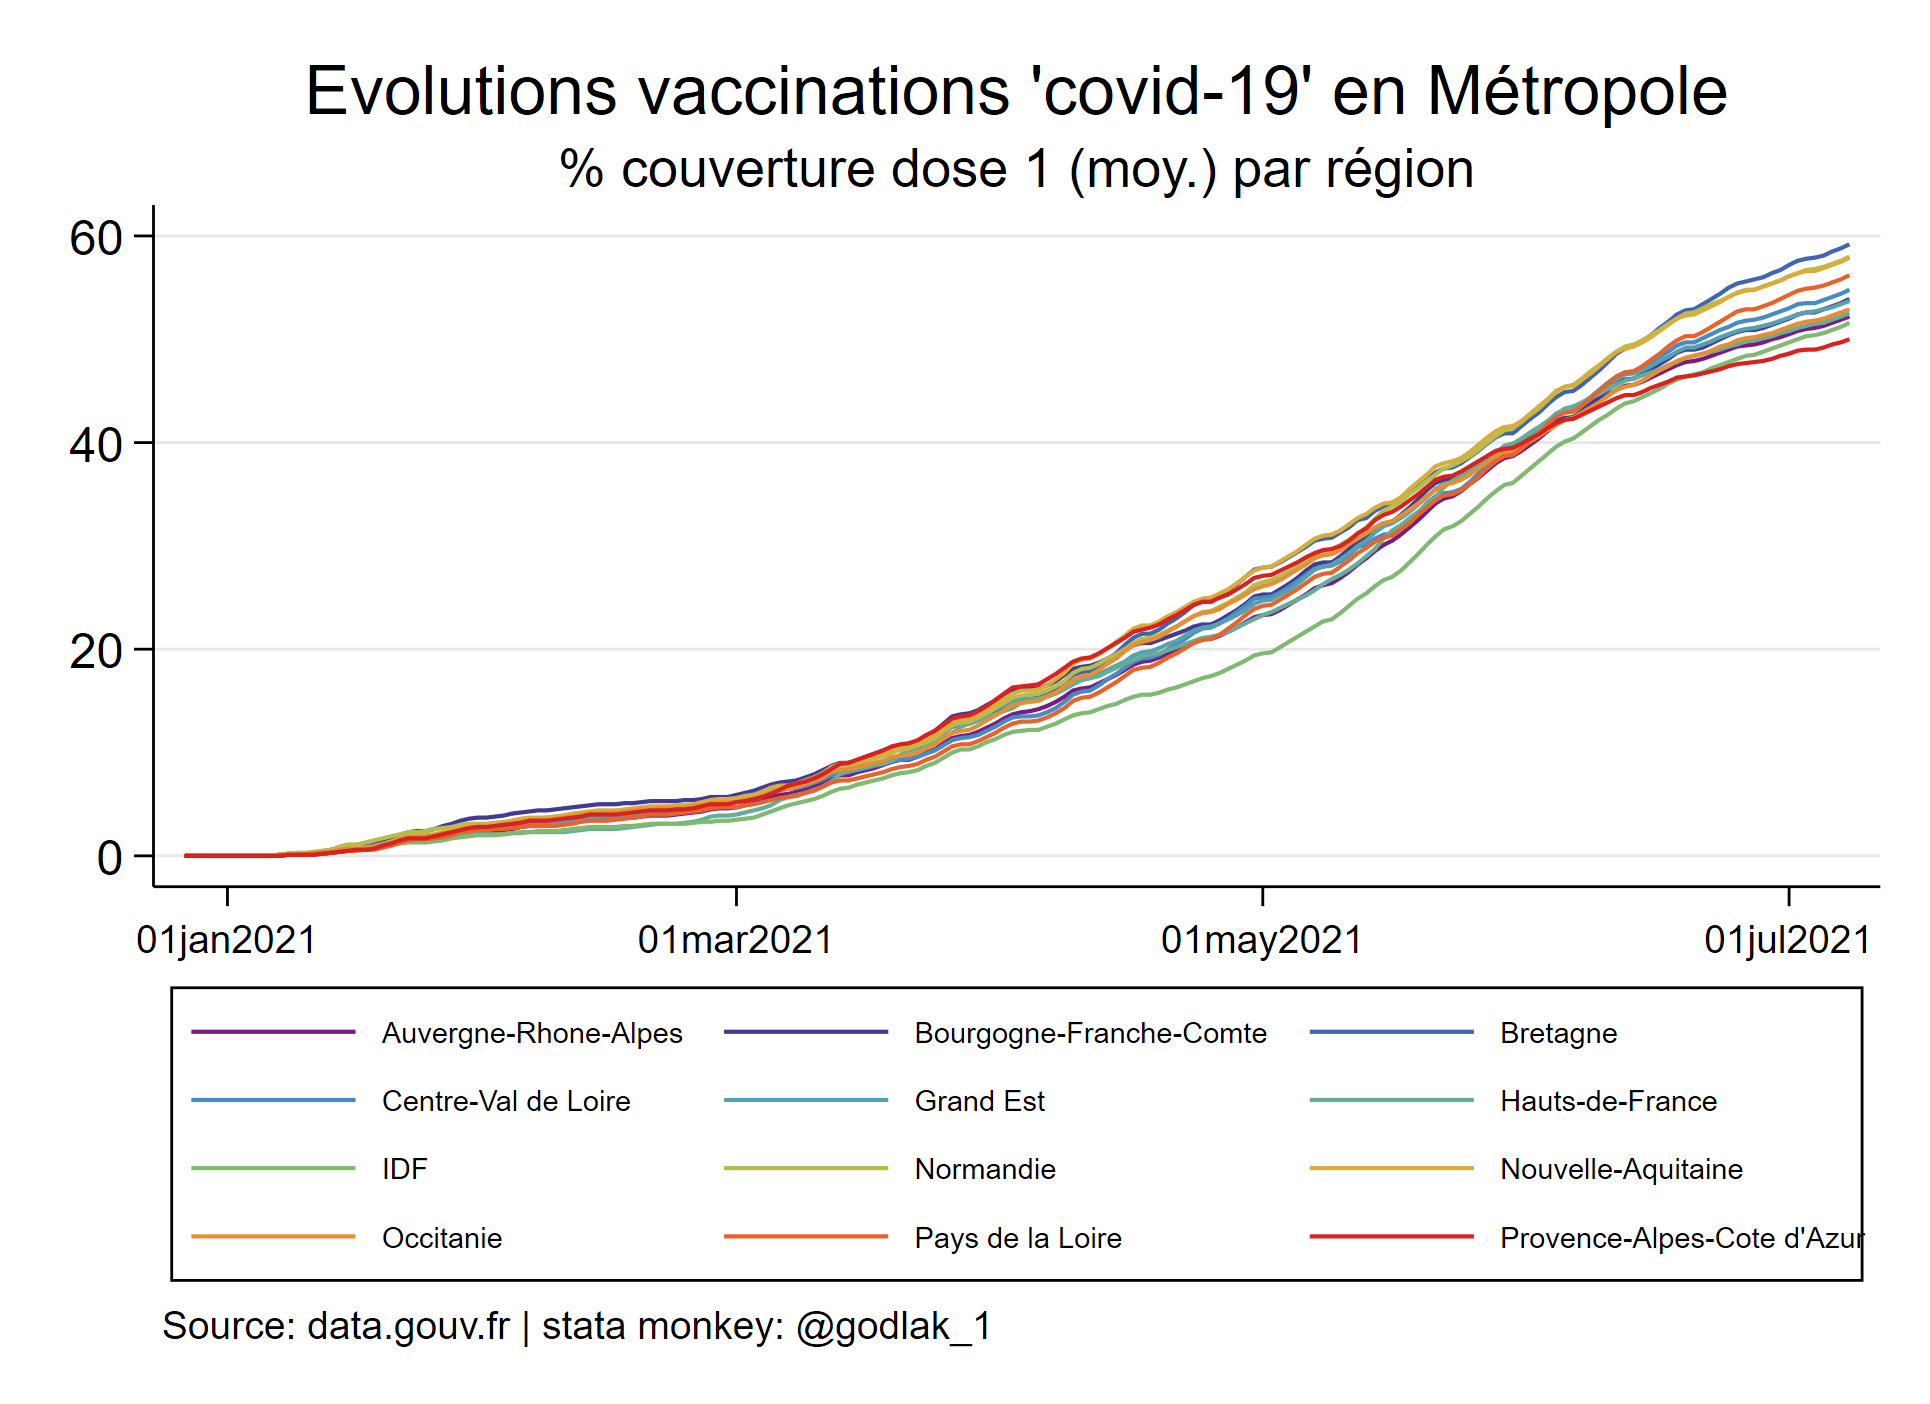 Evolutions vaccinations 'covid-19' en Métropole
% couverture dose 1 (moy.) par région
60
40
20
0
01jan2021 01mar2021 01may2021 01jul2021
Auvergne-Rhone-Alpes Bourgogne-Franche-Comte Bretagne
Centre-Val de Loire Grand Est Hauts-de-France
IDF Normandie Nouvelle-Aquitaine
Occitanie Pays de la Loire Provence-Alpes-Cote d'Azur
Source: data.gouv.fr | stata monkey: @godlak_1